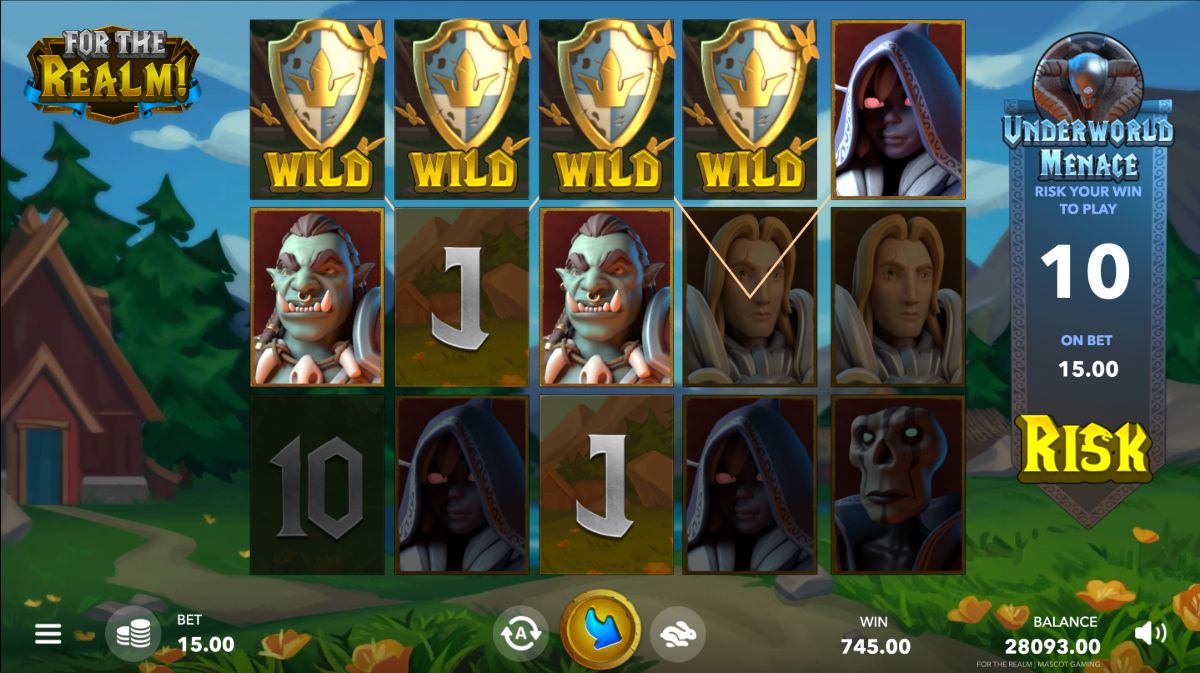 FOR THE
REALM!
WILD
WILD
WILD
WILD
J
10
J
UNDERWORLD
MENACE
RISK YOUR WIN
TO PLAY
10
ON BET
15.00
RISK
BET
15.00
A
WIN
745.00
BALANCE
28093.00
FOR THE REALM | MASCOT GAMING